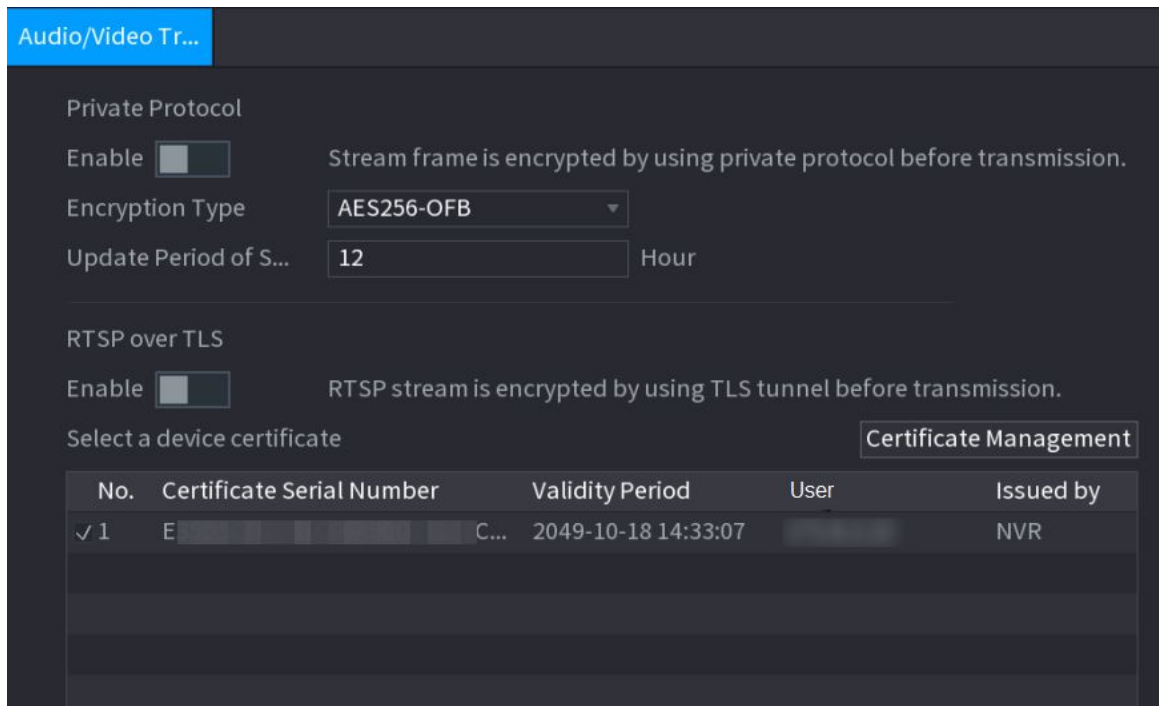 Audio/Video Tr...
Private Protocol
Enable Stream frame is encrypted by using private protocol before transmission.
Encryption Type AES256-OFB
Update Period of S... 12 Hour
RTSP over TLS
Enable RTSP stream is encrypted by using TLS tunnel before transmission.
Select a device certificate Certificate Management
No. Certificate Serial Number Validity Period User Issued by
1 E C... 2049-10-18 14:33:07 NVR